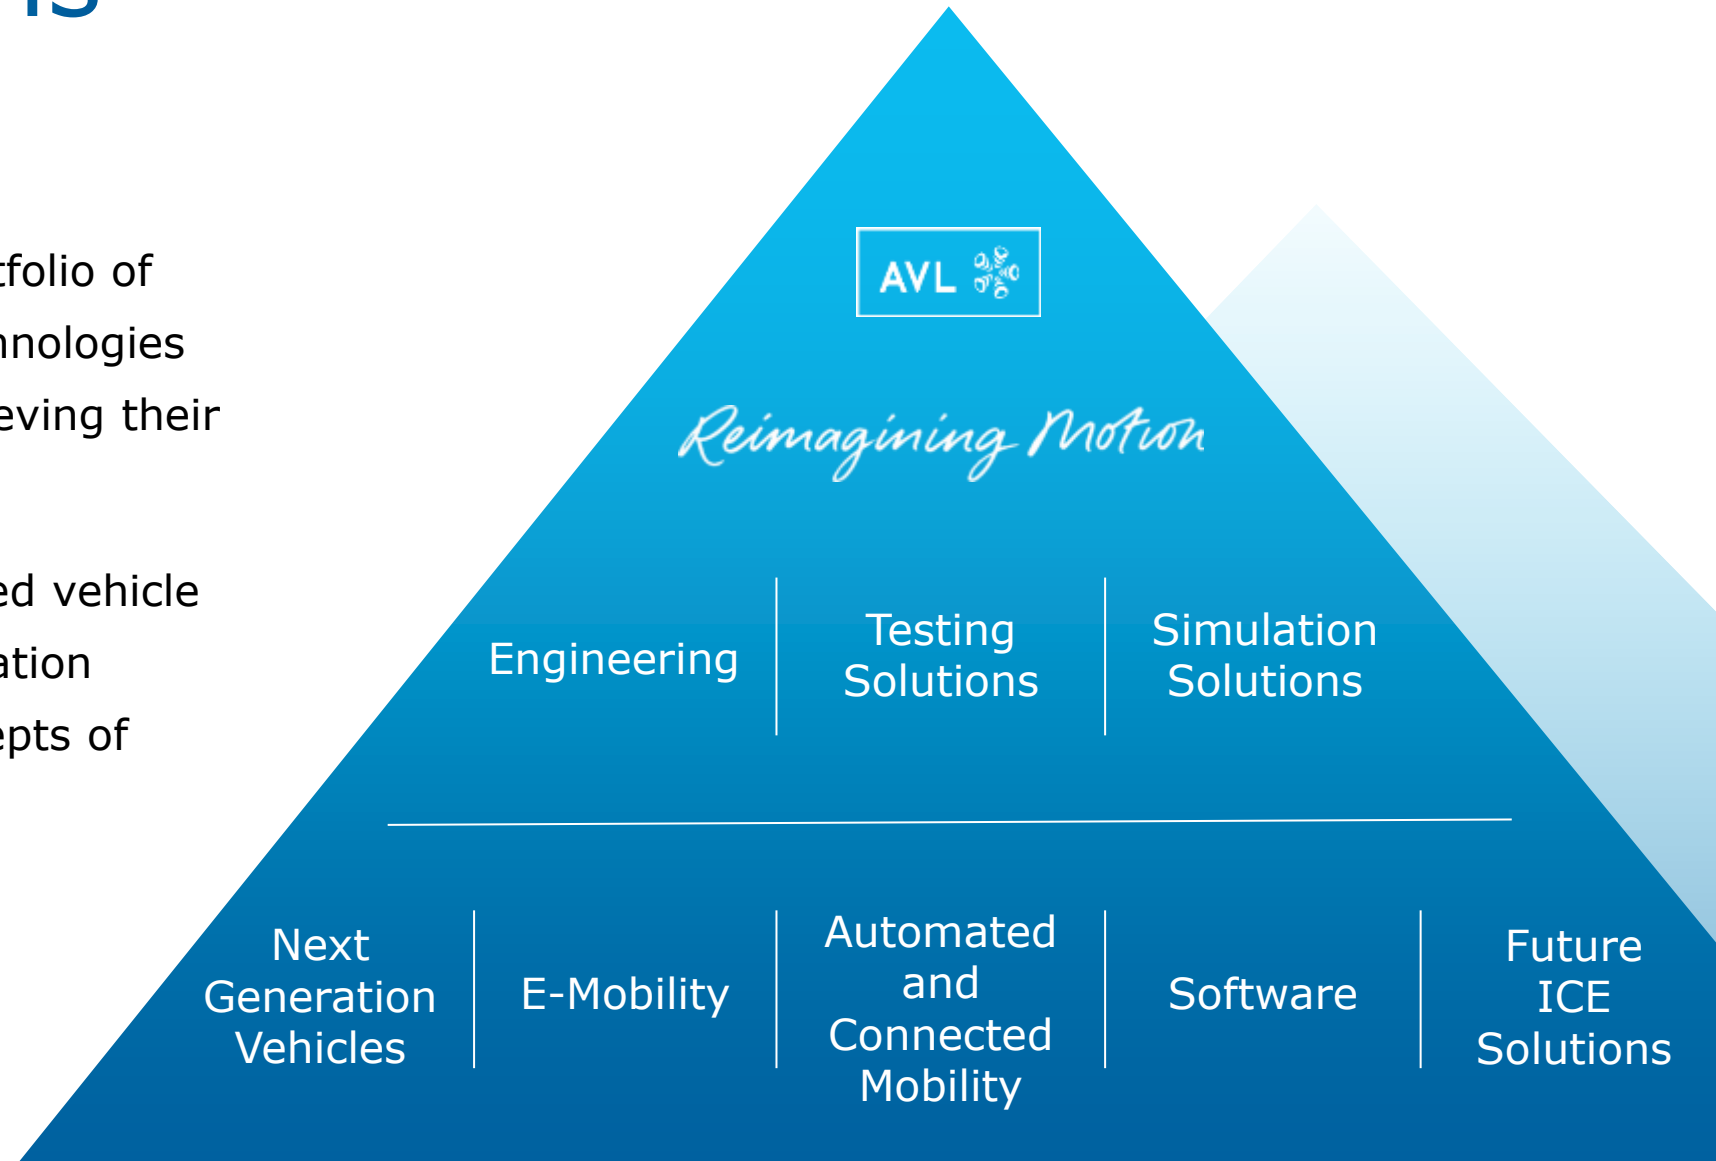 tfolio of
hnologies
eving their
ed vehicle
ation
epts of
AVL
Reimagining Motion
Engineering
Testing
Solutions
Simulation
Solutions
Next
Generation
Vehicles
E-Mobility
Automated
and
Connected
Mobility
Software
Future
ICE
Solutions